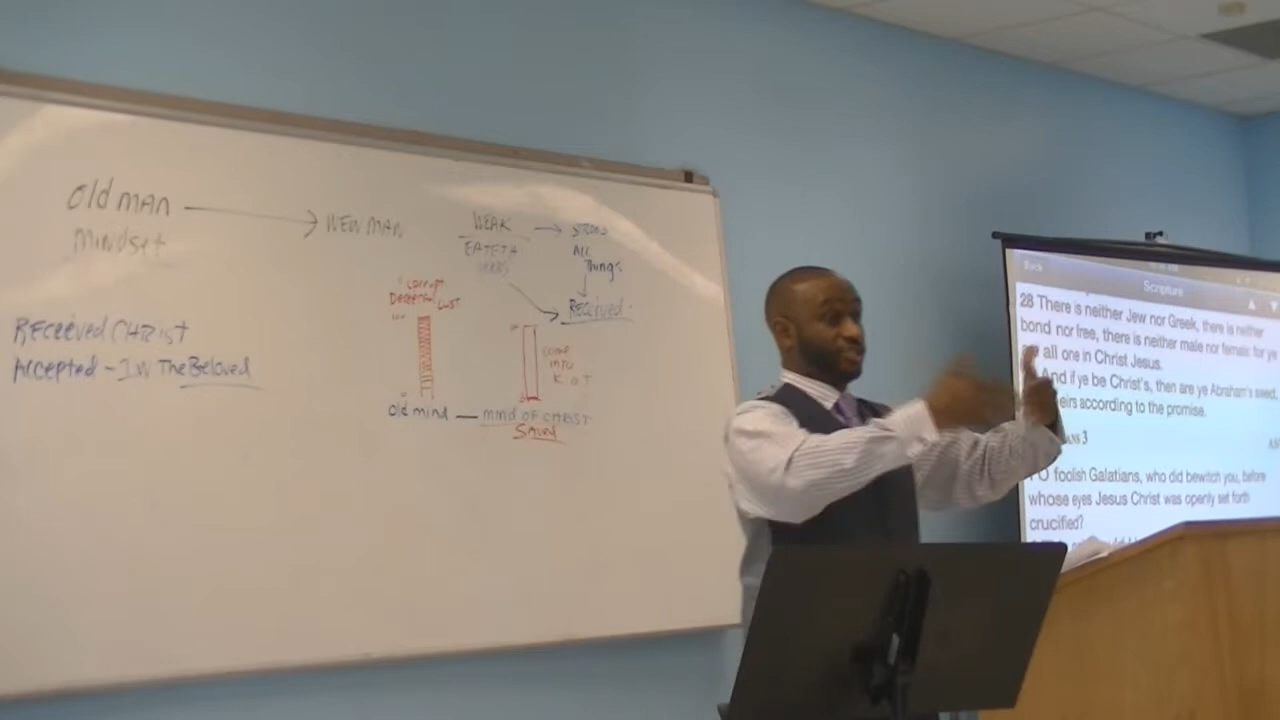 Old MAN
NEW MAN
Mindset
Received CHRIST
Accepted - IN The Beloved
WEAK
EATETH
ALL
Things
Received
Corrupt
Deceitful LUST
come
into
K.O.T
Old mind — MIND OF CHRIST
Back
Scripture
28 There is neither Jew nor Greek, there is neither
bond nor free, there is neither male nor female: for ye
all one in Christ Jesus.
And if ye be Christ's, then are ye Abraham's seed,
according to the promise.
3
O foolish Galatians, who did bewitch you, before
whose eyes Jesus Christ was openly set forth
crucified?